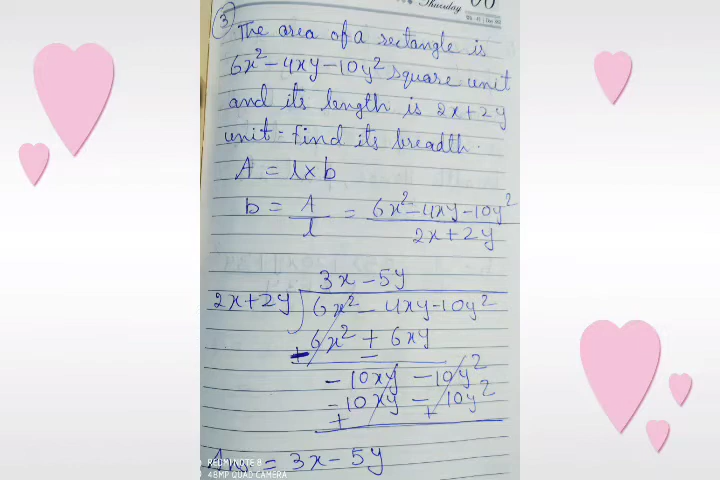 Thursday 06
3
The area of a rectangle is
6x² - 4xy - 10y² square unit
and its length is 2x + 2y
unit - find its breadth.
A = l × b
b = A/l = 6x² - 4xy - 10y² / 2x + 2y
3x - 5y
2x + 2y ) 6x² - 4xy - 10y²
6x² + 6xy
+ -
- 10xy - 10y²
- 10xy - 10y²
+ +
Ans = 3x - 5y
REDMI NOTE 8
48MP QUAD CAMERA